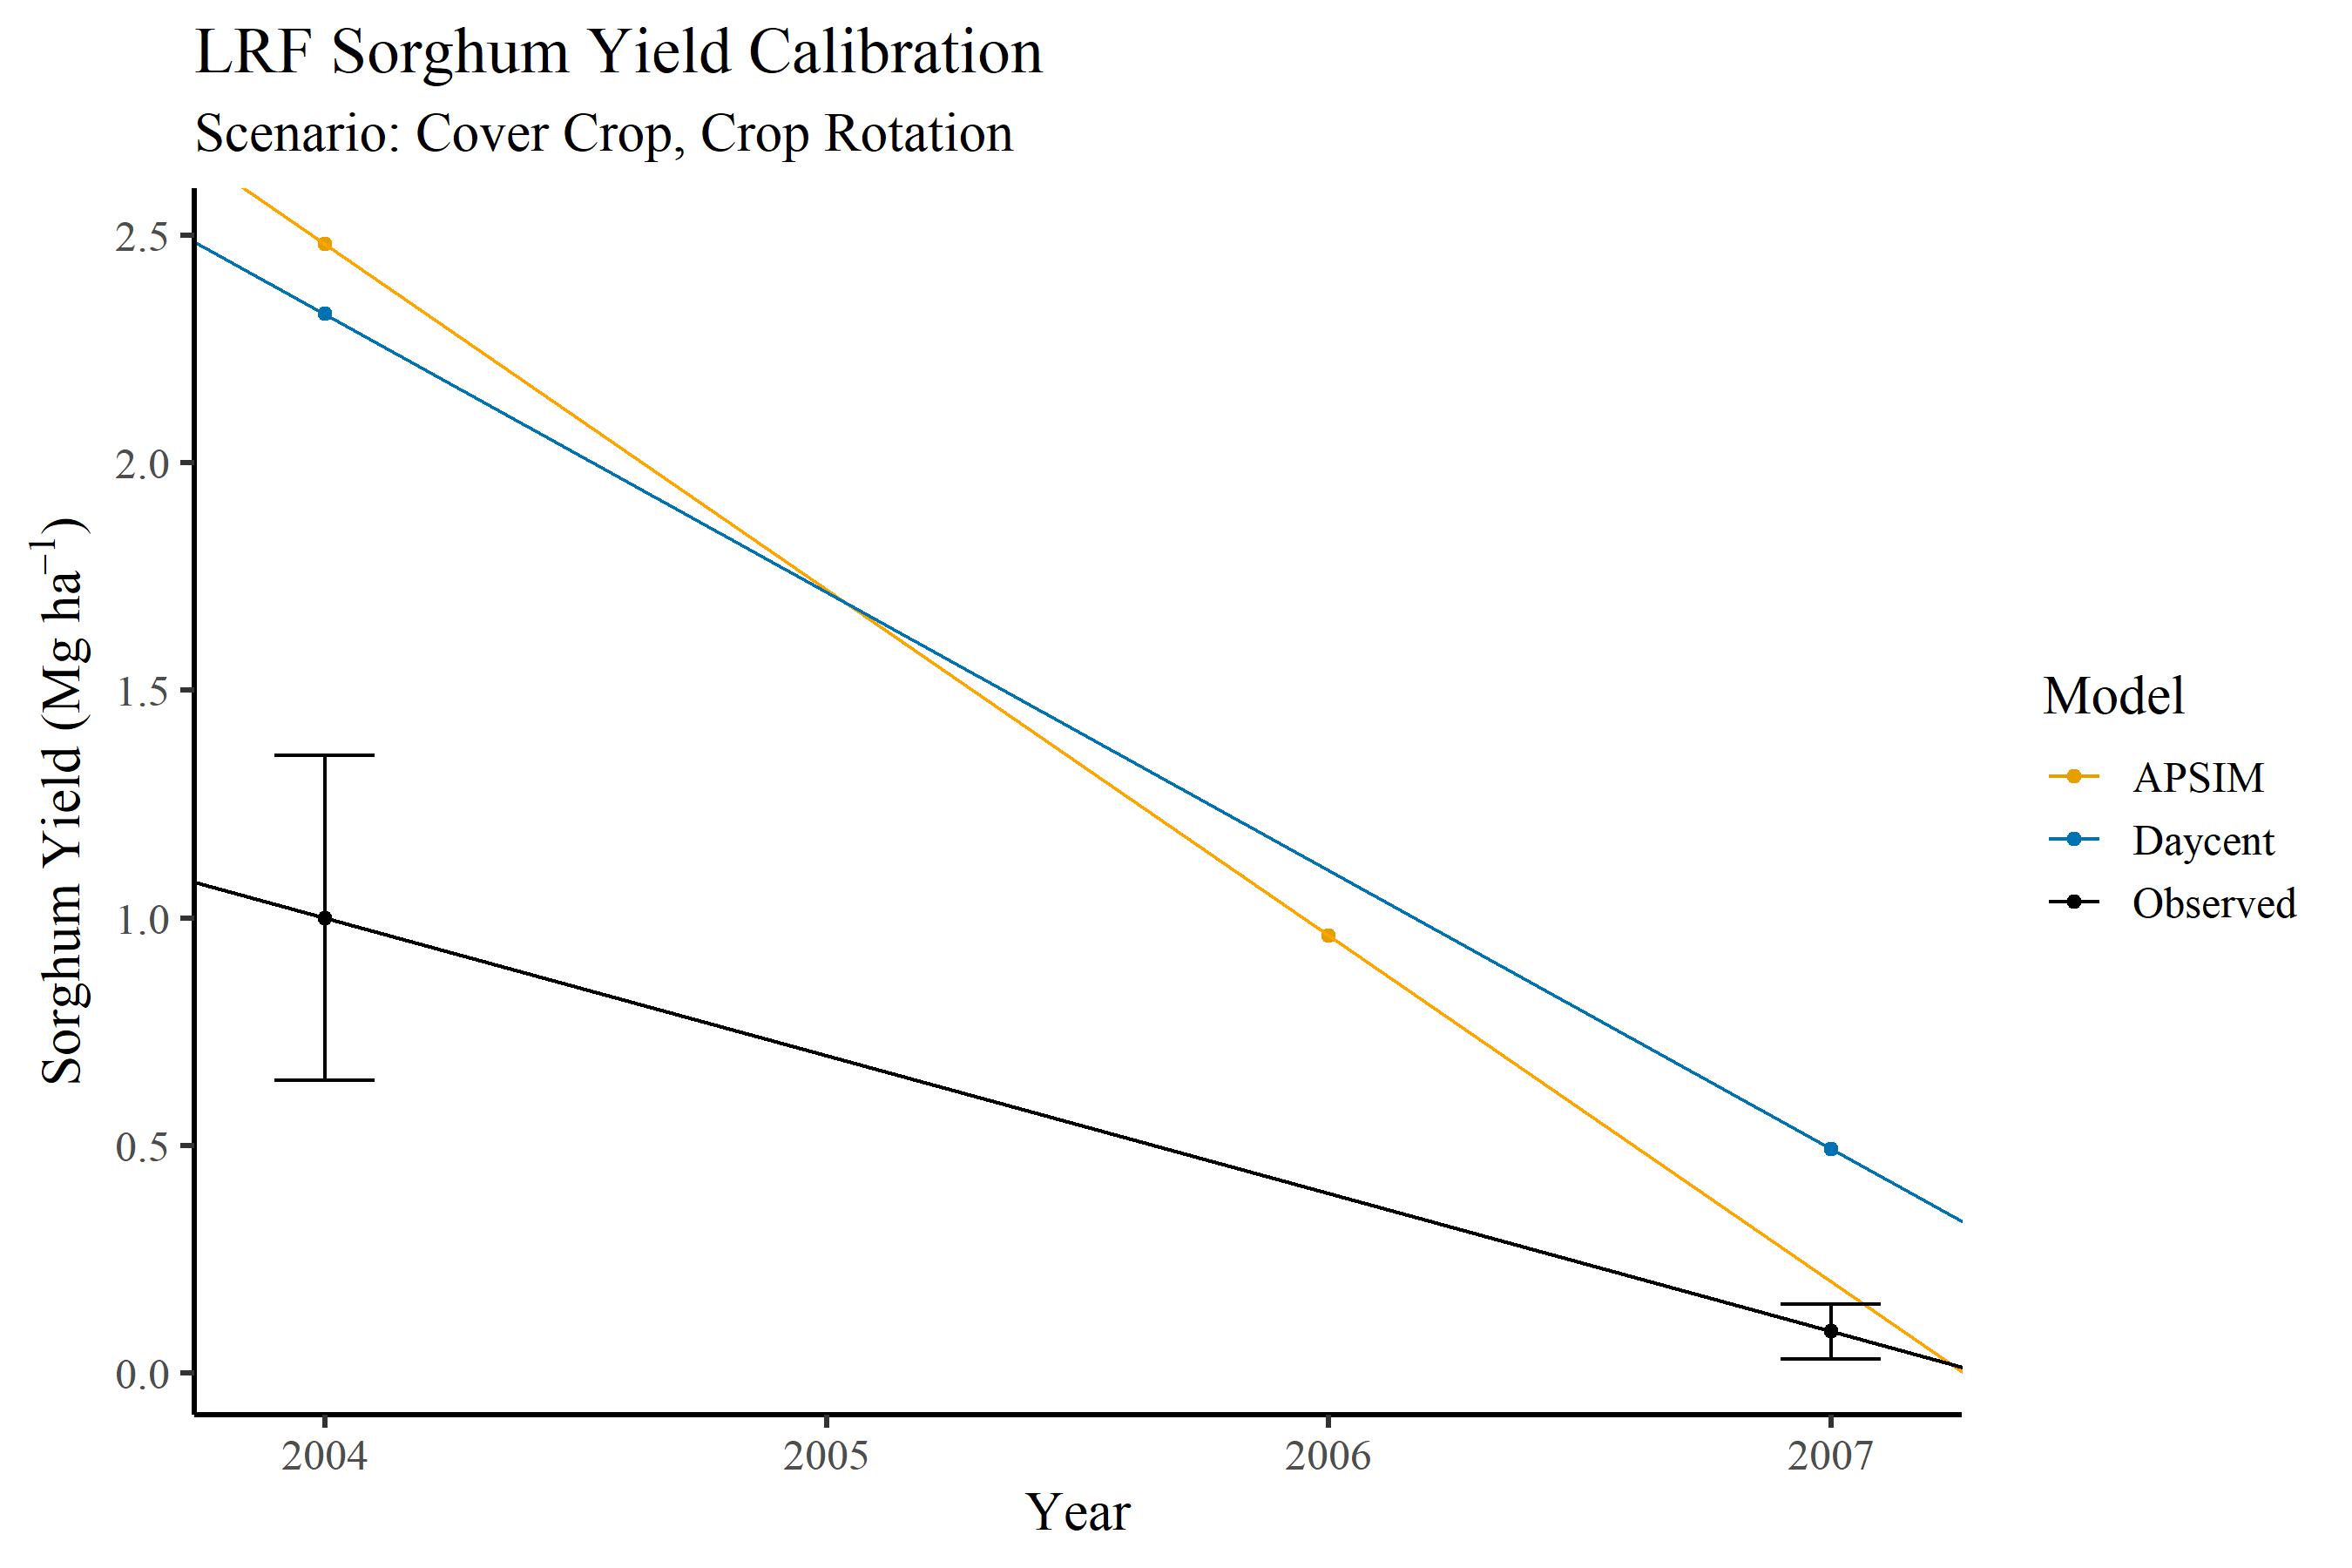 LRF Sorghum Yield Calibration
Scenario: Cover Crop, Crop Rotation
Sorghum Yield (Mg ha⁻¹)
2.5
2.0
1.5
1.0
0.5
0.0
2004 2005 2006 2007
Year
Model
APSIM
Daycent
Observed